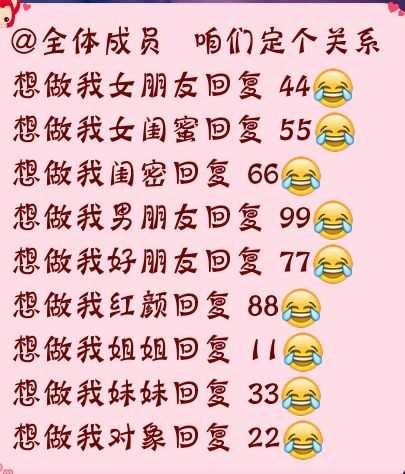 @全体成员 咱们定个关系
想做我女朋友回复 44😂
想做我女闺蜜回复 55😂
想做我闺密回复 66😂
想做我男朋友回复 99😂
想做我好朋友回复 77😂
想做我红颜回复 88😂
想做我姐姐回复 11😂
想做我妹妹回复 33😂
想做我对象回复 22😂